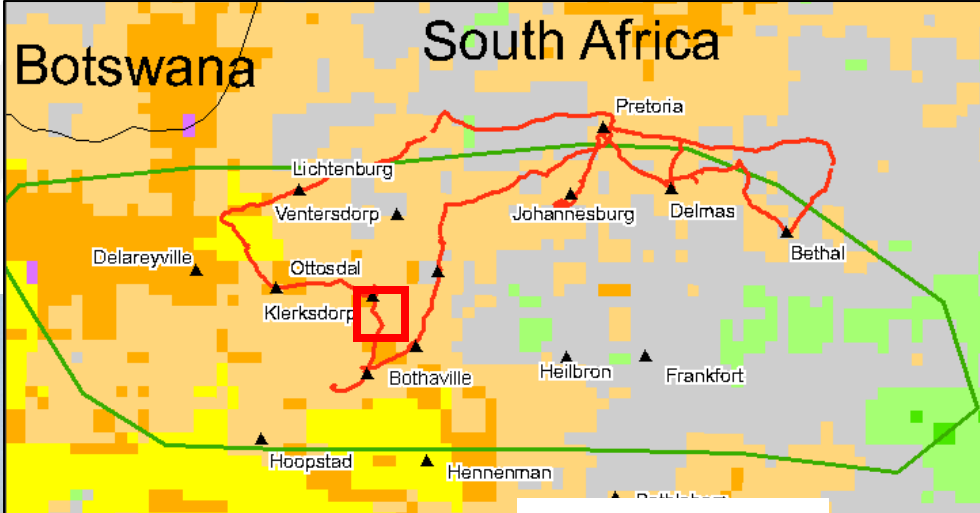 South Africa
Botswana
Pretoria
Lichtenburg
Ventersdorp
Johannesburg
Delmas
Bethal
Delareyville
Ottosdal
Klerksdorp
Bothaville
Heilbron
Frankfort
Hoopstad
Hennenman